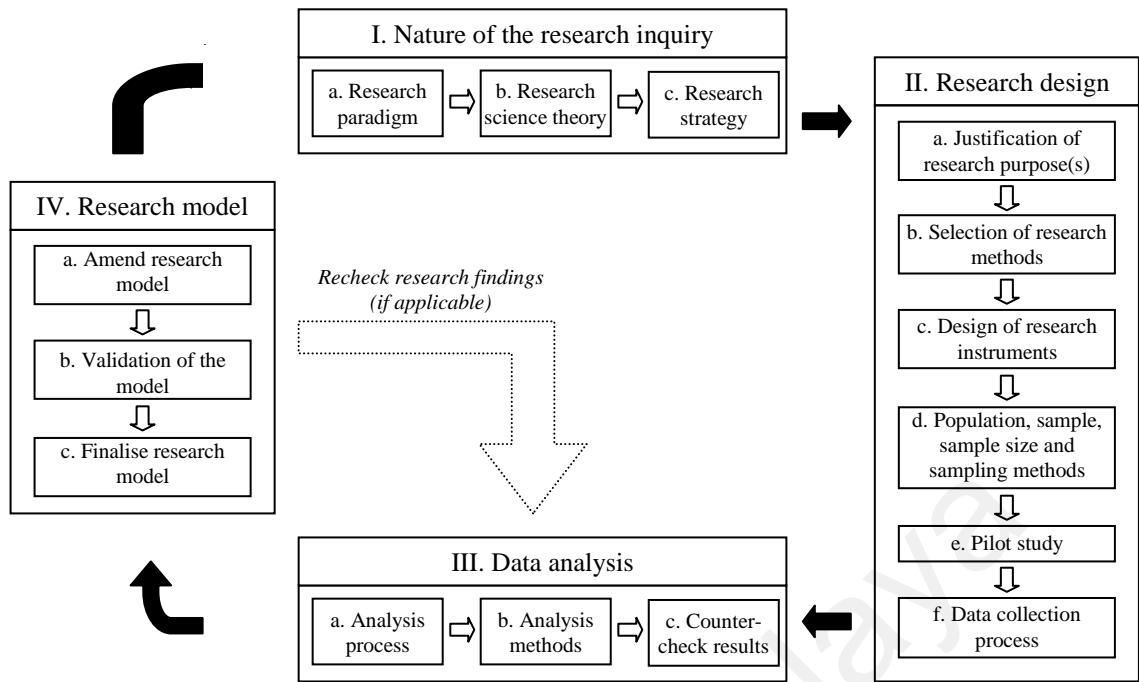 I. Nature of the research inquiry
a. Research
paradigm
b. Research
science theory
c. Research
strategy
II. Research design
a. Justification of
research purpose(s)
b. Selection of research
methods
c. Design of research
instruments
d. Population, sample,
sample size and
sampling methods
e. Pilot study
f. Data collection
process
III. Data analysis
a. Analysis
process
b. Analysis
methods
c. Counter-
check results
IV. Research model
a. Amend research
model
b. Validation of the
model
c. Finalise research
model
Recheck research findings
(if applicable)
laya